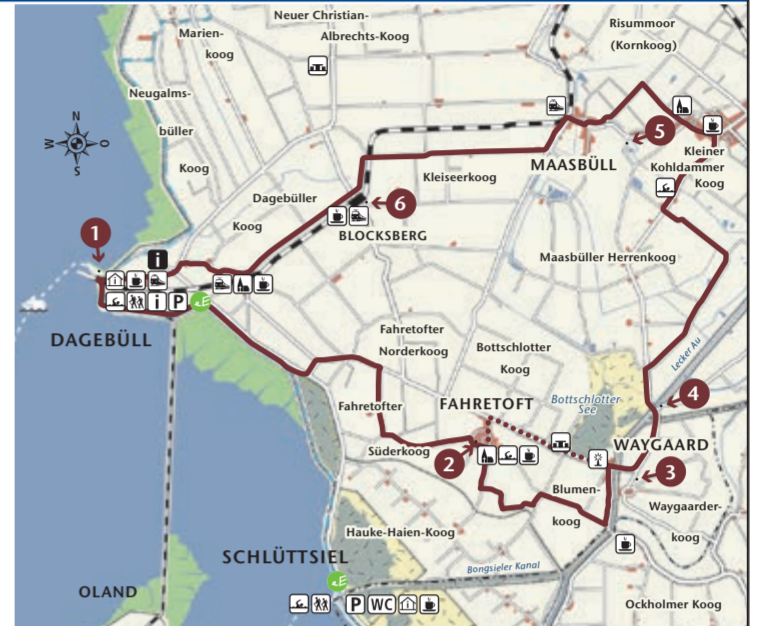 Neuer Christian-
Albrechts-Koog
Marien-
koog
Risummoor
(Kornkoog)
Neugalms-
büller
Koog
N
W
O
S
5
MAASBÜLL
Kleiner
Kohldammer
Koog
Kleiseerkoog
Dagebüller
Koog
6
BLOCKSBERG
1
i
i P
E
DAGEBÜLL
Maasbüller Herrenkoog
Fahretofter
Norderkoog
Bottschlotter
Koog
Lecker Au
Fahretofter
FAHRETOFT
Bottschlotter
See
4
WAYGAARD
2
Süderkoog
3
Blumen-
koog
Waygaarder-
koog
Hauke-Haien-Koog
SCHLÜTTSIEL
E
Bongsieler Kanal
OLAND
P WC i
Ockholmer Koog